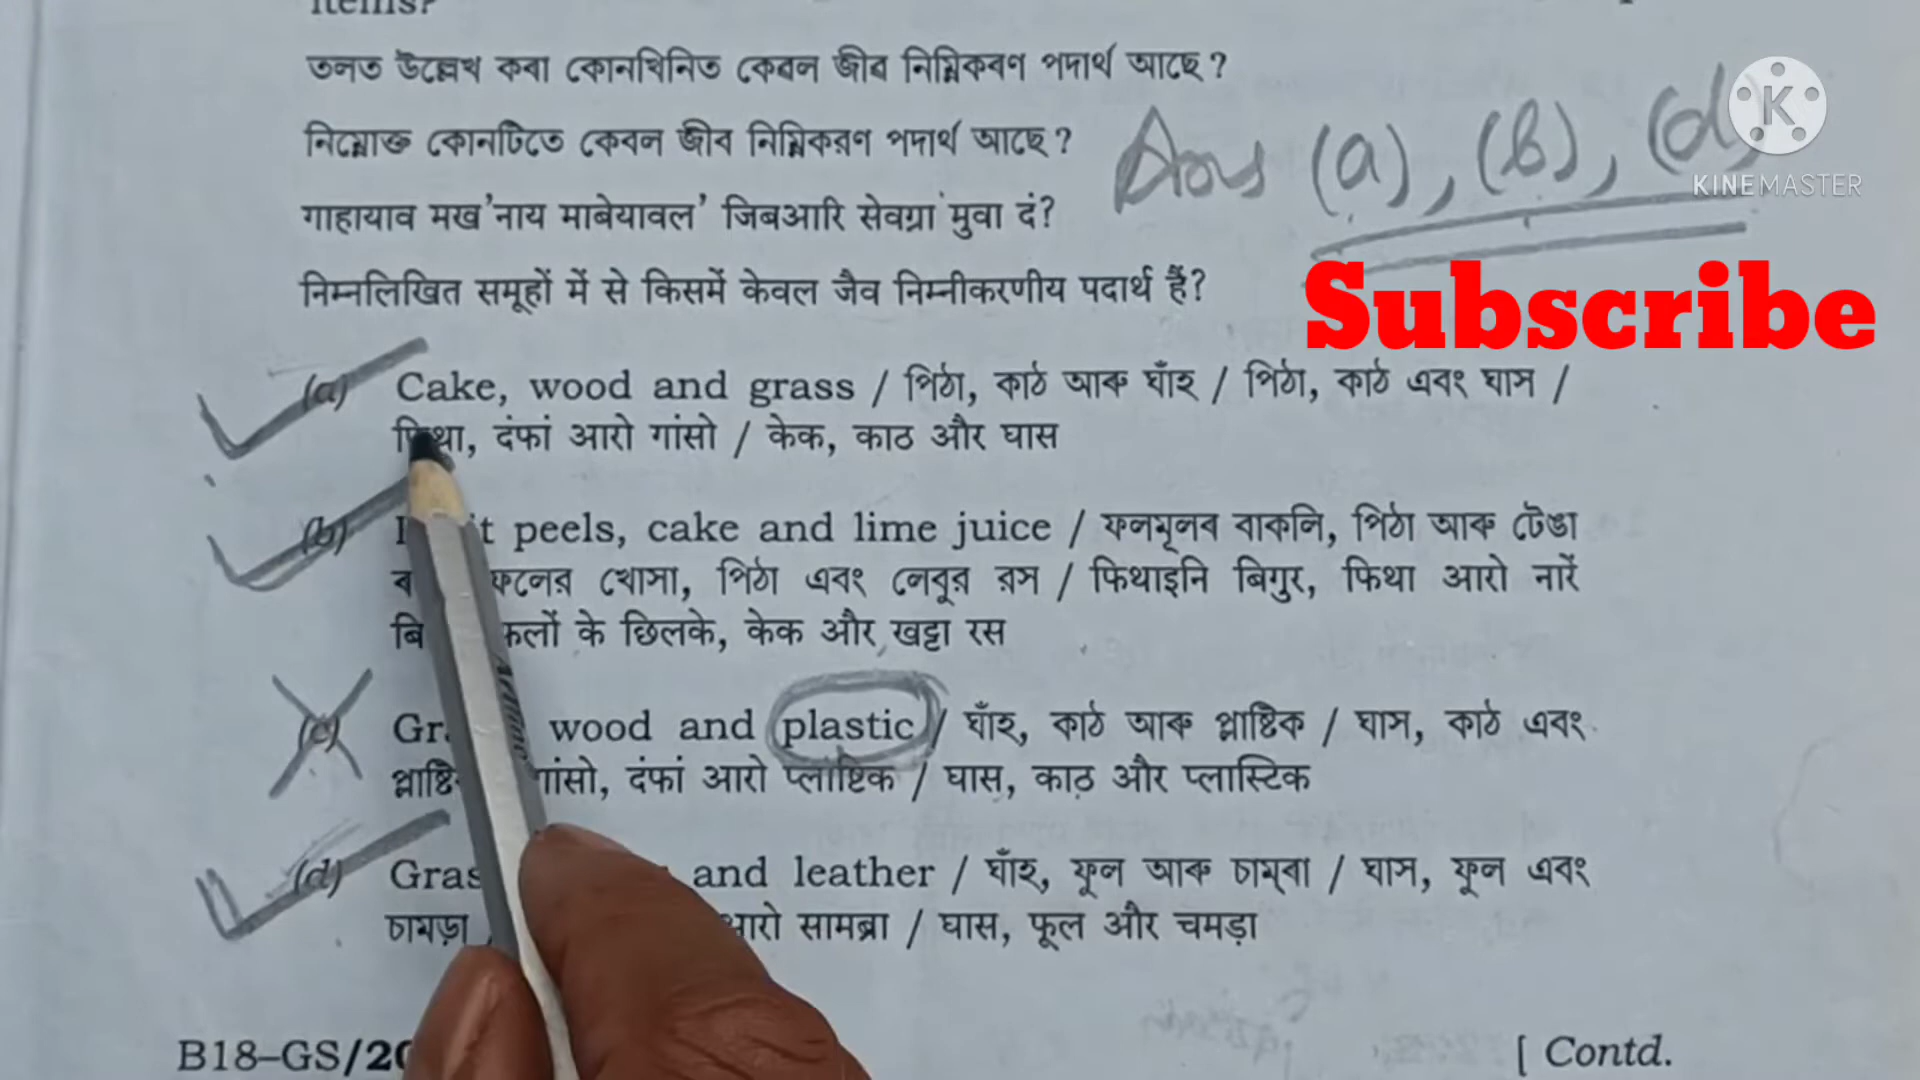 items?
তলত উল্লেখ কৰা কোনখিনিত কেৱল জীৱ নিম্নিকৰণ পদাৰ্থ আছে ?
নিম্নোক্ত কোনটিতে কেবল জীব নিম্নিকরণ পদার্থ আছে ?
Ans (a), (b), (d)
K
KINEMASTER
गाहायाव मख'नाय माबेयावल' जिबआरि सेवग्रा मुवा दं?
निम्नलिखित समूहों में से किसमें केवल जैव निम्नीकरणीय पदार्थ हैं?
Subscribe
(a) Cake, wood and grass / পিঠা, কাঠ আৰু ঘাঁহ / পিঠা, কাঠ এবং ঘাস /
दंफां आरो गांसो / केक, काठ और घास
(b) peels, cake and lime juice / ফলমূলৰ বাকলি, পিঠা আৰু টেঙা
ফলের খোসা, পিঠা এবং লেবুর রস / फिथाइनि बिगुर, फिथा आरो नारें
फलों के छिलके, केक और खट्टा रस
(c) wood and plastic / ঘাঁহ, কাঠ আৰু প্লাষ্টিক / ঘাস, কাঠ এবং
गांसो, दंफां आरो प्लाष्टिक / घास, काठ और प्लास्टिक
(d) and leather / ঘাঁহ, ফুল আৰু চাম্‌ৰা / ঘাস, ফুল এবং
চামড়া आरो सामब्रा / घास, फूल और चमड़ा
B18–GS/20
[ Contd.